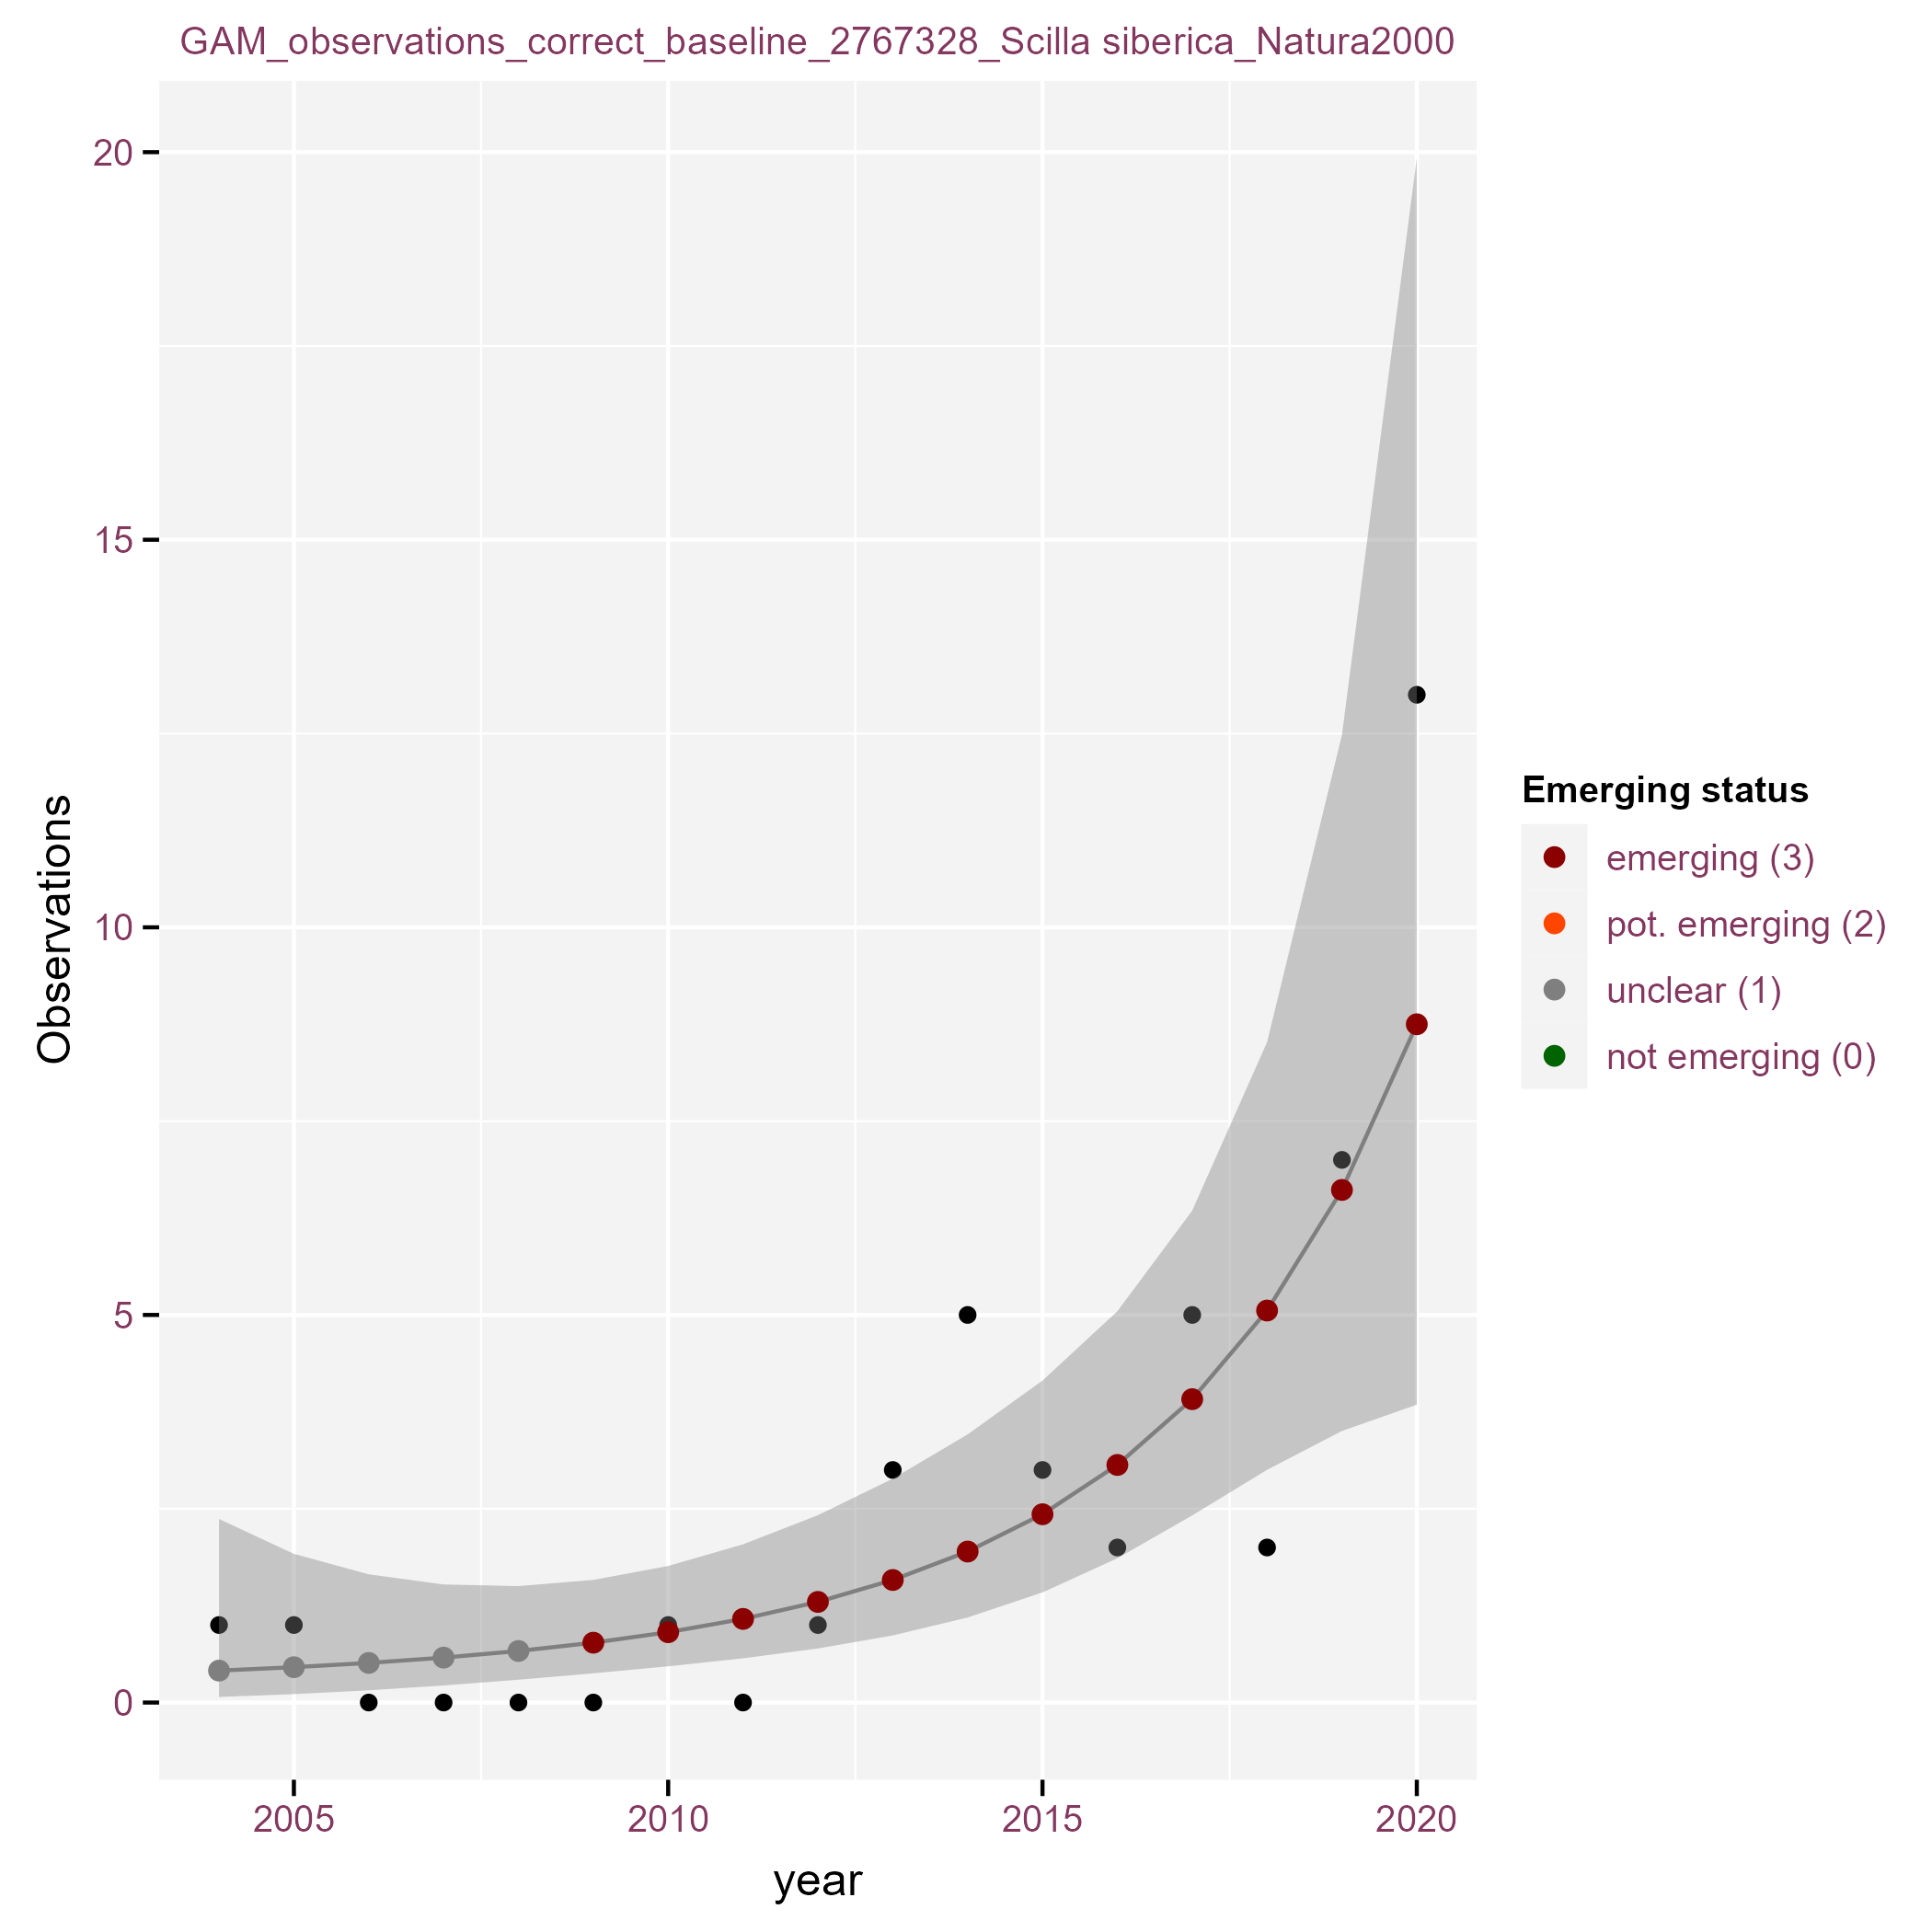 GAM_observations_correct_baseline_2767328_Scilla siberica_Natura2000
20
15
10
5
0
Observations
2005
2010
2015
2020
year
Emerging status
emerging (3)
pot. emerging (2)
unclear (1)
not emerging (0)